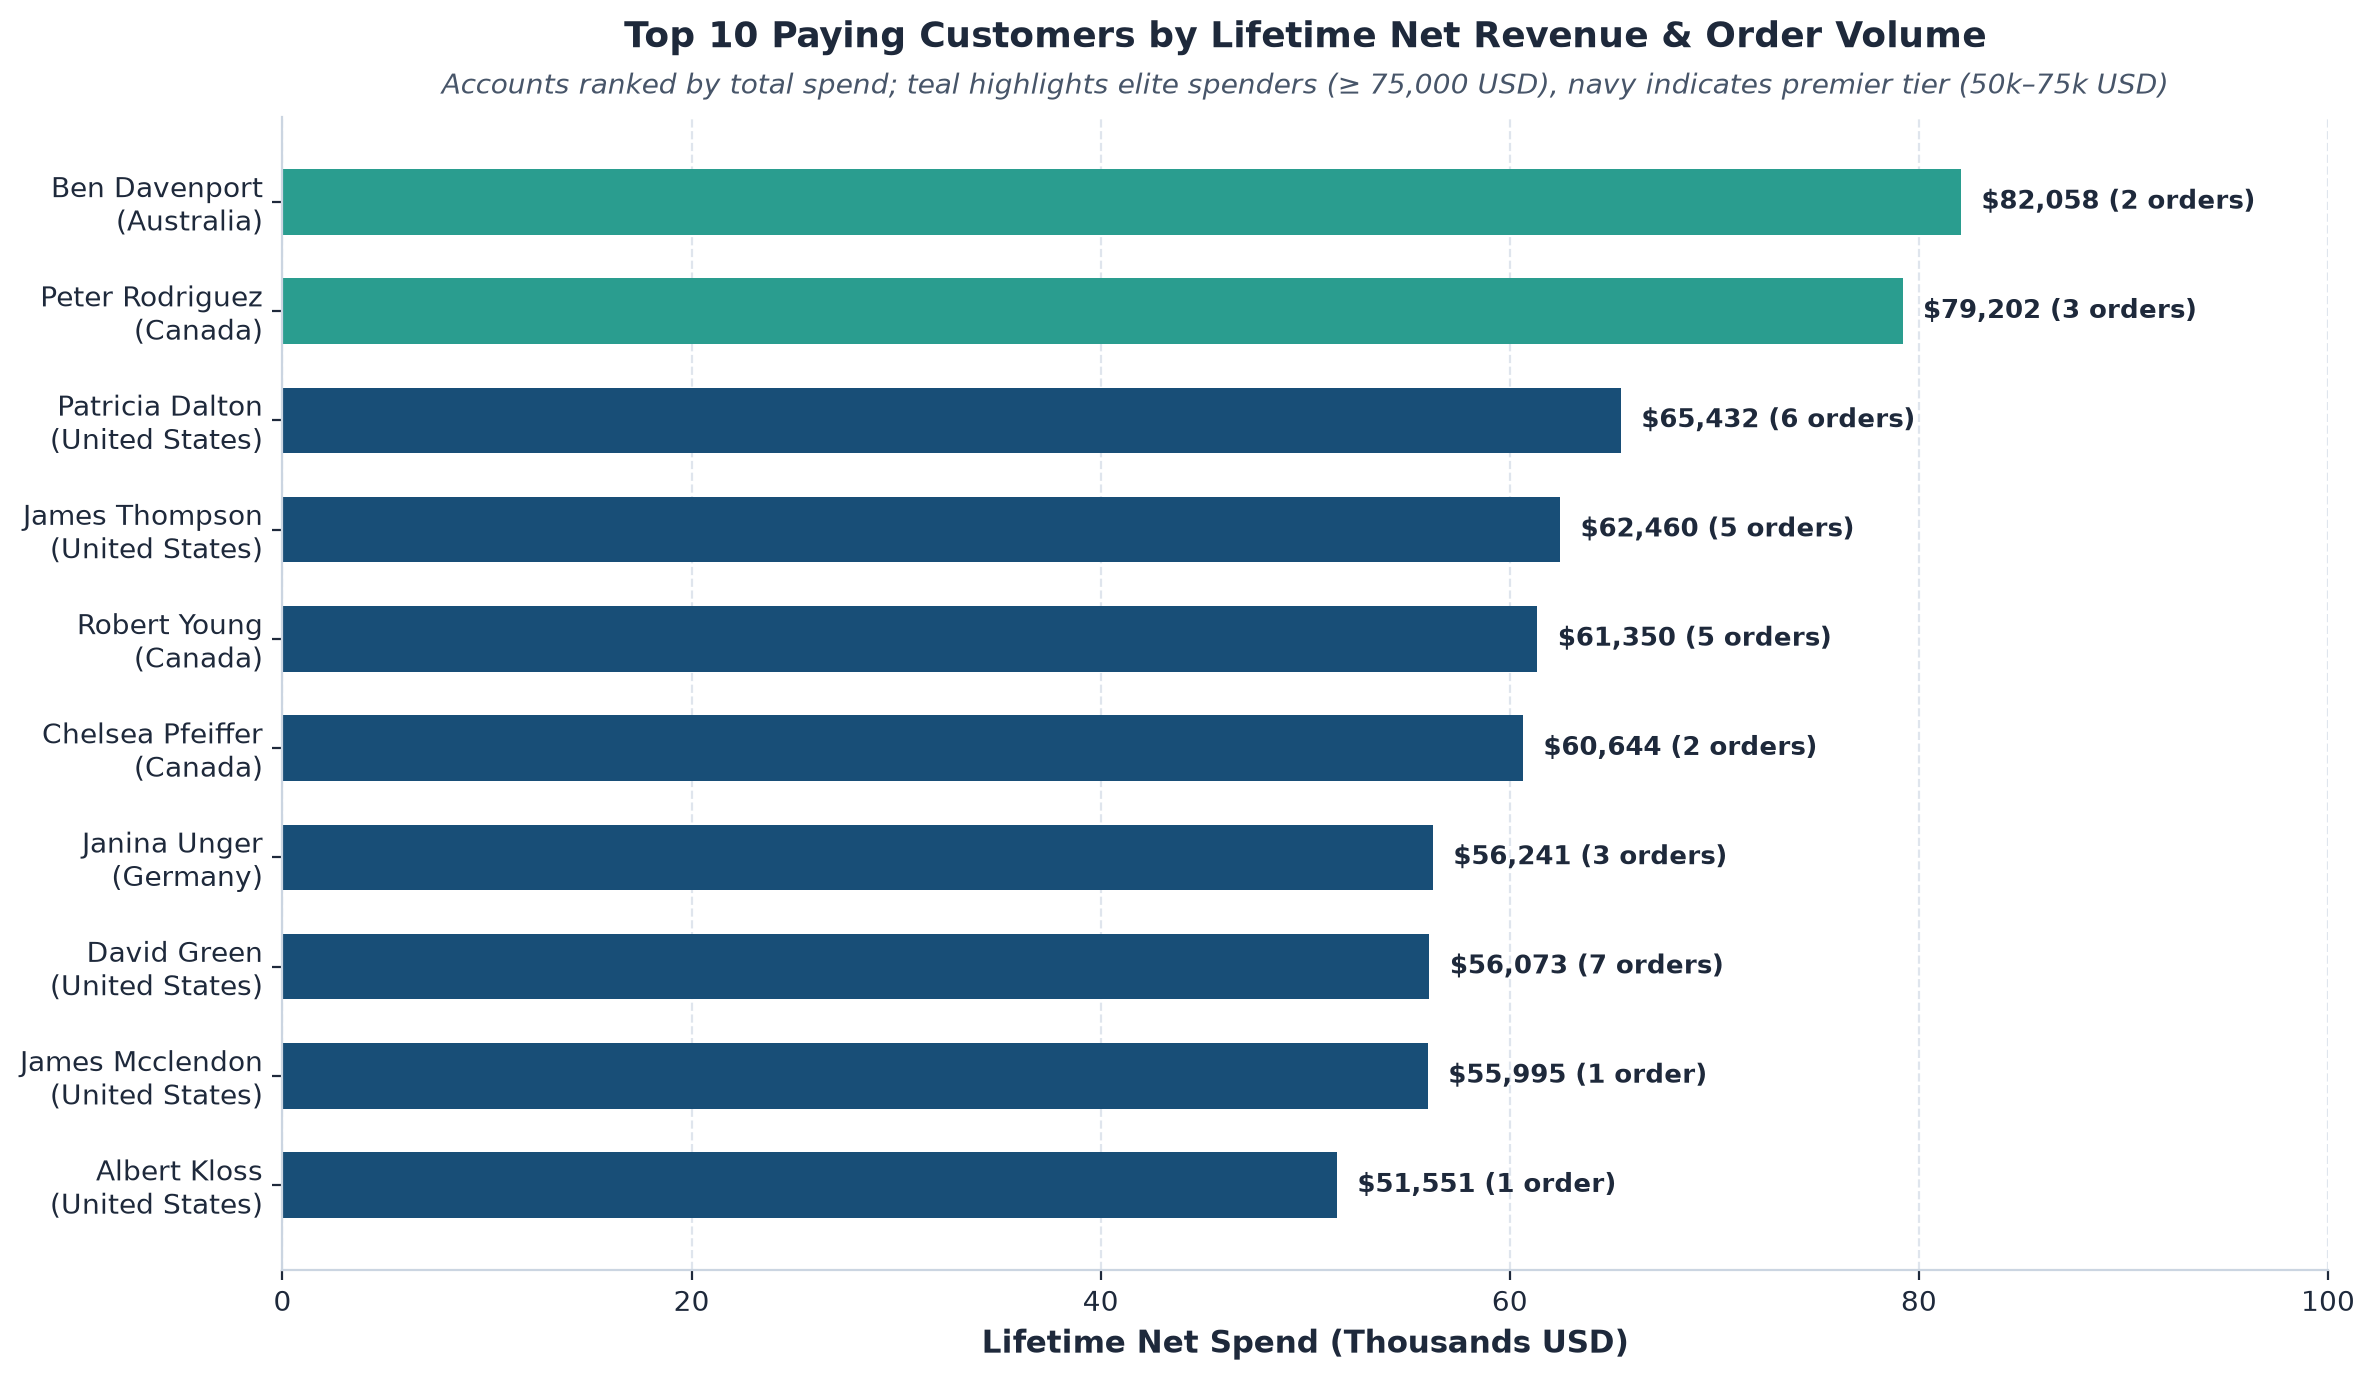 Top 10 Paying Customers by Lifetime Net Revenue & Order Volume
Accounts ranked by total spend; teal highlights elite spenders (≥ 75,000 USD), navy indicates premier tier (50k–75k USD)
Ben Davenport
(Australia)
$82,058 (2 orders)
Peter Rodriguez
(Canada)
$79,202 (3 orders)
Patricia Dalton
(United States)
$65,432 (6 orders)
James Thompson
(United States)
$62,460 (5 orders)
Robert Young
(Canada)
$61,350 (5 orders)
Chelsea Pfeiffer
(Canada)
$60,644 (2 orders)
Janina Unger
(Germany)
$56,241 (3 orders)
David Green
(United States)
$56,073 (7 orders)
James Mcclendon
(United States)
$55,995 (1 order)
Albert Kloss
(United States)
$51,551 (1 order)
0 20 40 60 80 100
Lifetime Net Spend (Thousands USD)